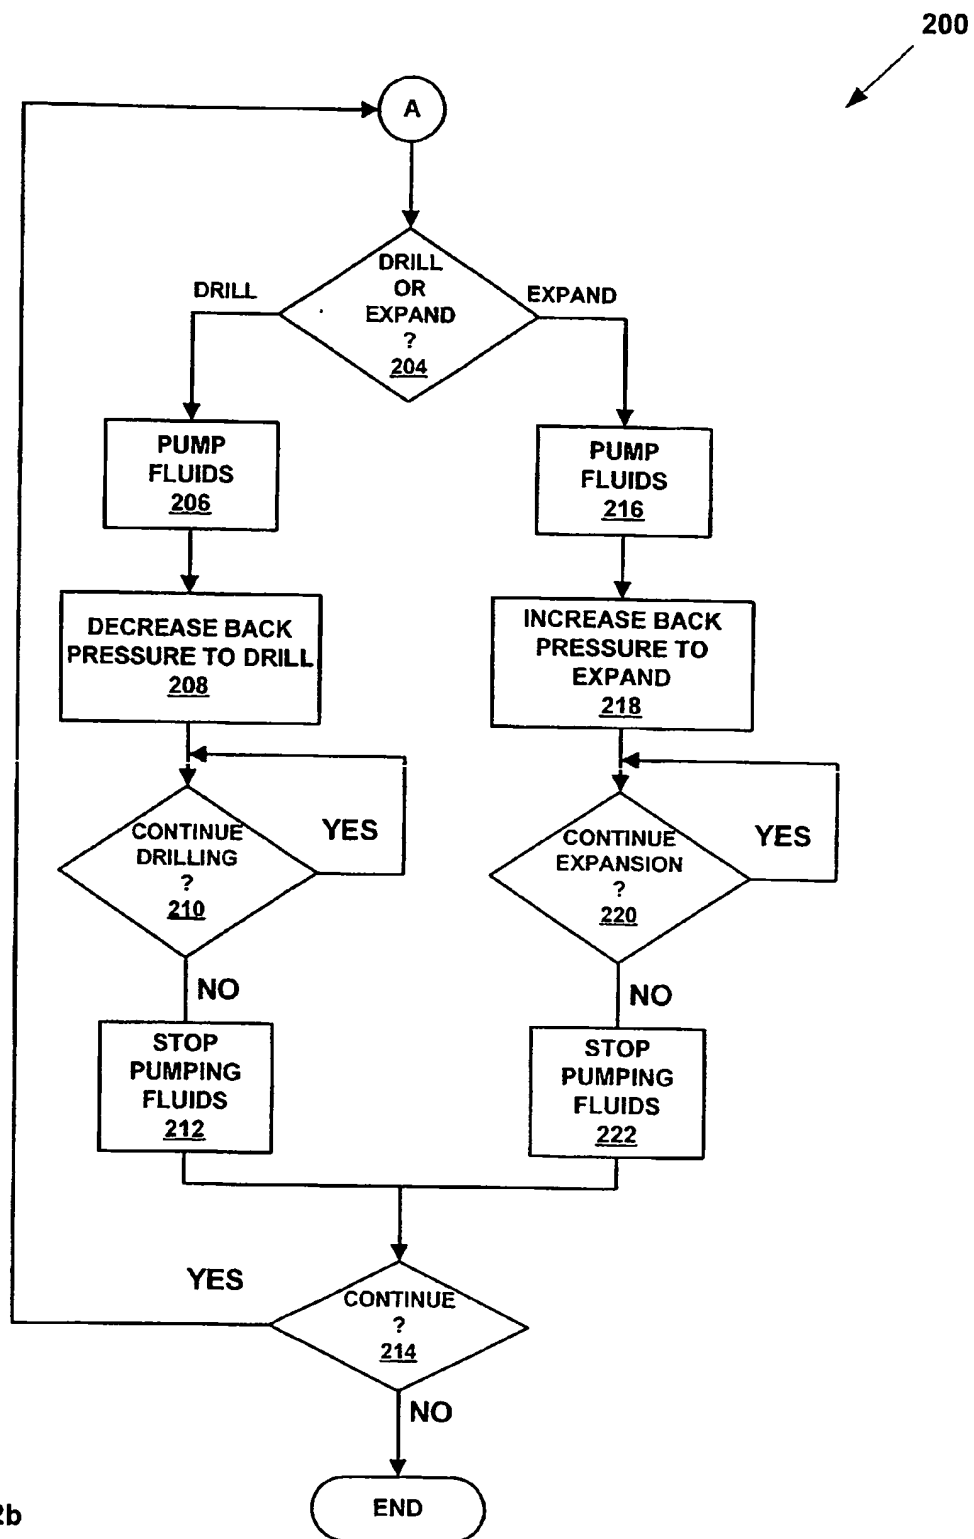 200
A
DRILL
OR
EXPAND
?
204
DRILL
EXPAND
PUMP
FLUIDS
206
PUMP
FLUIDS
216
DECREASE BACK
PRESSURE TO DRILL
208
INCREASE BACK
PRESSURE TO
EXPAND
218
CONTINUE
DRILLING
?
210
YES
CONTINUE
EXPANSION
?
220
YES
NO
NO
STOP
PUMPING
FLUIDS
212
STOP
PUMPING
FLUIDS
222
YES
CONTINUE
?
214
NO
END